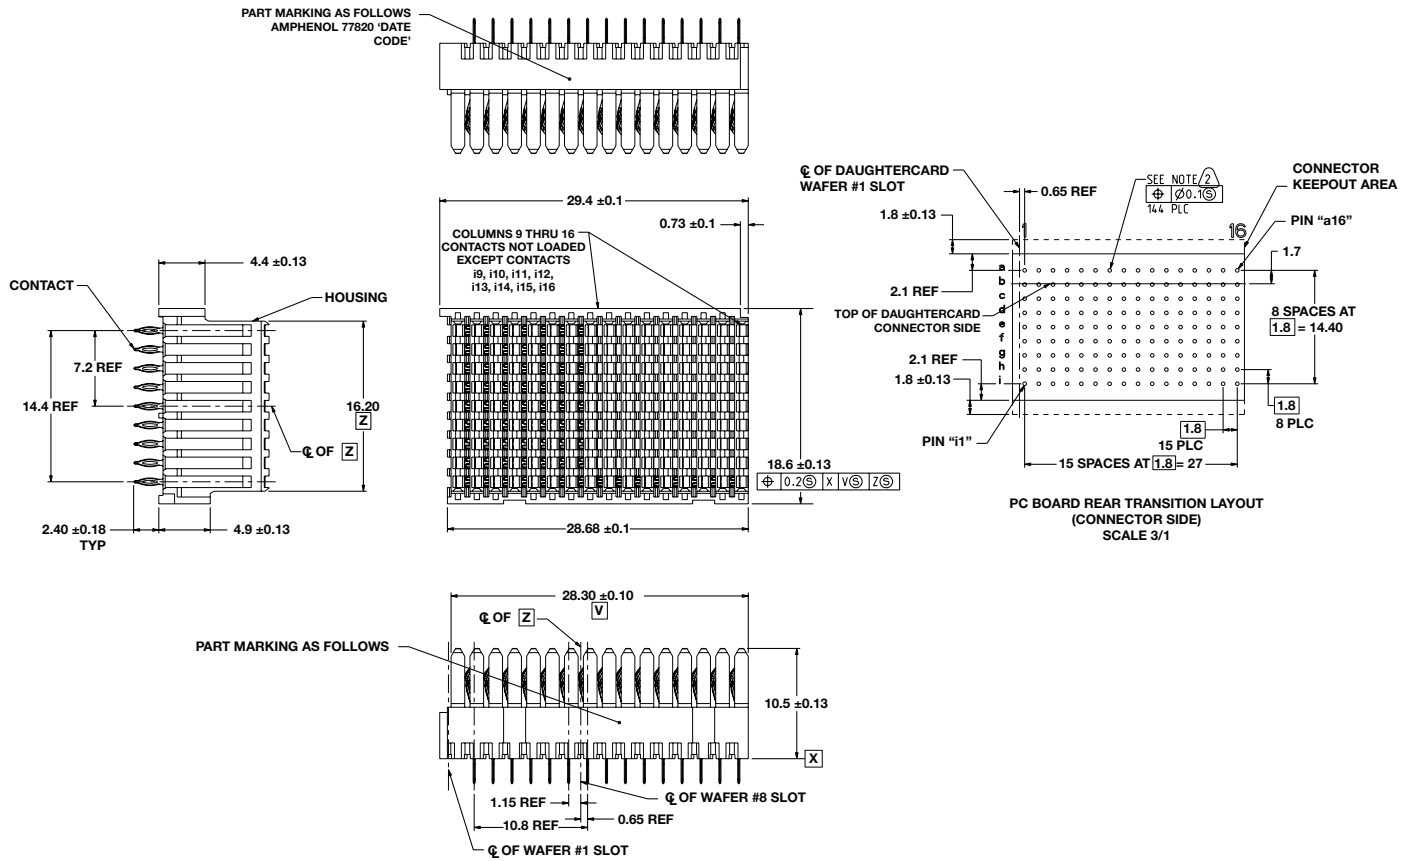 PART MARKING AS FOLLOWS
AMPHENOL 77820 ‘DATE
CODE’
29.4 ±0.1
0.73 ±0.1
COLUMNS 9 THRU 16
CONTACTS NOT LOADED
EXCEPT CONTACTS
i9, i10, i11, i12,
i13, i14, i15, i16
4.4 ±0.13
CONTACT
HOUSING
7.2 REF
14.4 REF
16.20
Z
℄ OF Z
2.40 ±0.18
TYP
4.9 ±0.13
18.6 ±0.13
⌖ 0.2Ⓢ X VⓈ ZⓈ
28.68 ±0.1
℄ OF DAUGHTERCARD
WAFER #1 SLOT
0.65 REF
SEE NOTE 2
⌖ Ø0.1Ⓢ
144 PLC
CONNECTOR
KEEPOUT AREA
1.8 ±0.13
1
16
PIN “a16”
1.7
2.1 REF
TOP OF DAUGHTERCARD
CONNECTOR SIDE
a
b
c
d
e
f
g
h
i
8 SPACES AT
1.8 = 14.40
2.1 REF
1.8 ±0.13
PIN “i1”
1.8
8 PLC
1.8
15 PLC
15 SPACES AT 1.8 = 27
PC BOARD REAR TRANSITION LAYOUT
(CONNECTOR SIDE)
SCALE 3/1
28.30 ±0.10
V
℄ OF Z
PART MARKING AS FOLLOWS
10.5 ±0.13
X
1.15 REF
℄ OF WAFER #8 SLOT
0.65 REF
10.8 REF
℄ OF WAFER #1 SLOT